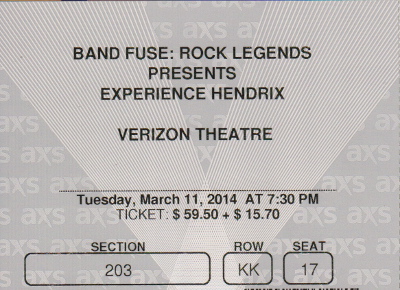 BAND FUSE: ROCK LEGENDS
PRESENTS
EXPERIENCE HENDRIX
VERIZON THEATRE
Tuesday, March 11, 2014 AT 7:30 PM
TICKET: $ 59.50 + $ 15.70
SECTION ROW SEAT
203 KK 17